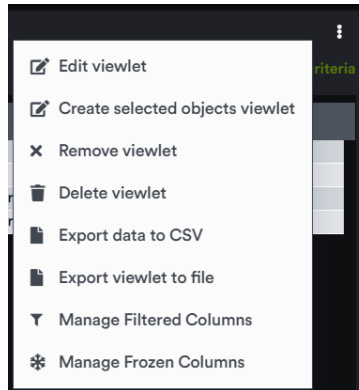 Edit viewlet
riteria
Create selected objects viewlet
Remove viewlet
Delete viewlet
Export data to CSV
Export viewlet to file
Manage Filtered Columns
Manage Frozen Columns